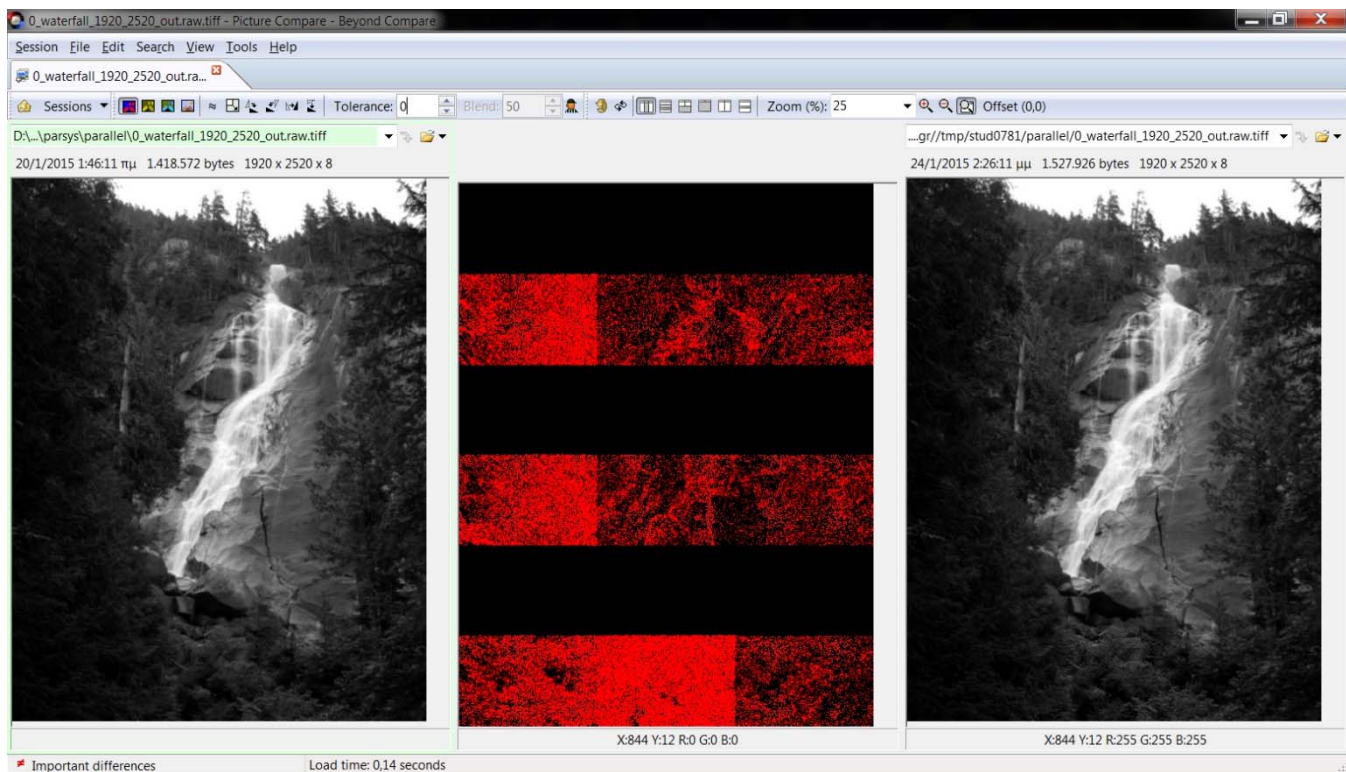 0_waterfall_1920_2520_out.raw.tiff - Picture Compare - Beyond Compare
Session File Edit Search View Tools Help
0_waterfall_1920_2520_out.ra...
Sessions Tolerance: 0 Blend: 50 Zoom (%): 25 Offset (0,0)
D:\...\parsys\parallel\0_waterfall_1920_2520_out.raw.tiff ....gr//tmp/stud0781/parallel/0_waterfall_1920_2520_out.raw.tiff
20/1/2015 1:46:11 πμ 1.418.572 bytes 1920 x 2520 x 8 24/1/2015 2:26:11 μμ 1.527.926 bytes 1920 x 2520 x 8
X:844 Y:12 R:0 G:0 B:0 X:844 Y:12 R:255 G:255 B:255
Important differences Load time: 0,14 seconds